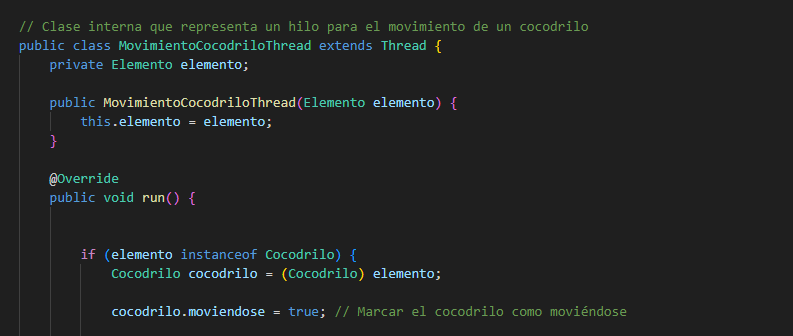 // Clase interna que representa un hilo para el movimiento de un cocodrilo
public class MovimientoCocodriloThread extends Thread {
private Elemento elemento;
public MovimientoCocodriloThread(Elemento elemento) {
this.elemento = elemento;
}
@Override
public void run() {
if (elemento instanceof Cocodrilo) {
Cocodrilo cocodrilo = (Cocodrilo) elemento;
cocodrilo.moviendose = true; // Marcar el cocodrilo como moviéndose